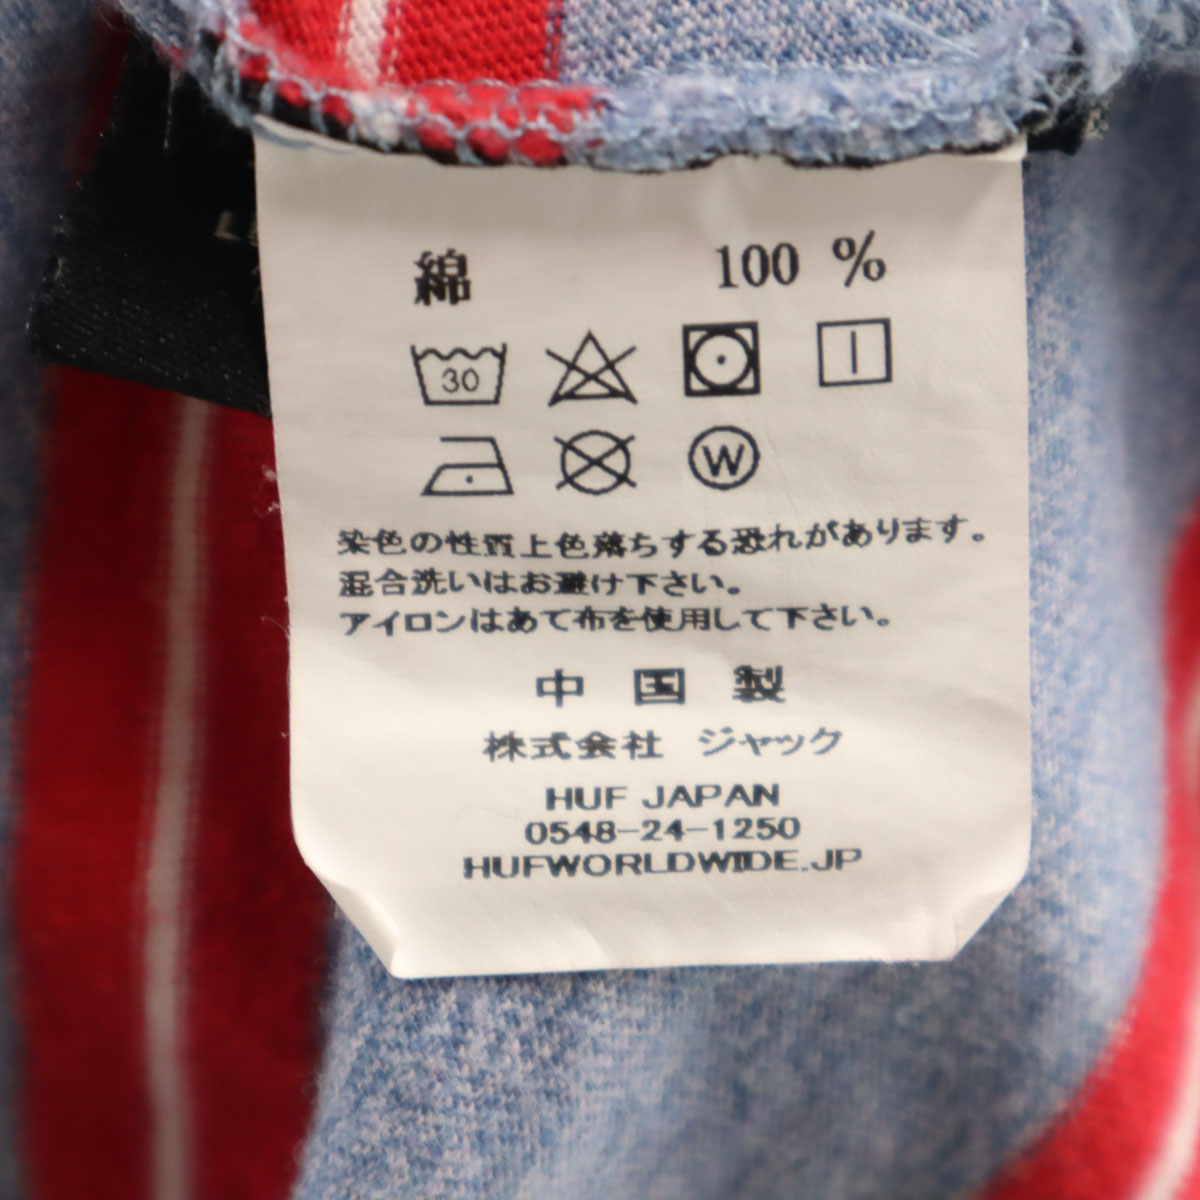 綿 100 %
30
W
染色の性質上色落ちする恐れがあります。
混合洗いはお避け下さい。
アイロンはあて布を使用して下さい。
中国製
株式会社 ジャック
HUF JAPAN
0548-24-1250
HUFWORLDWIDE.JP